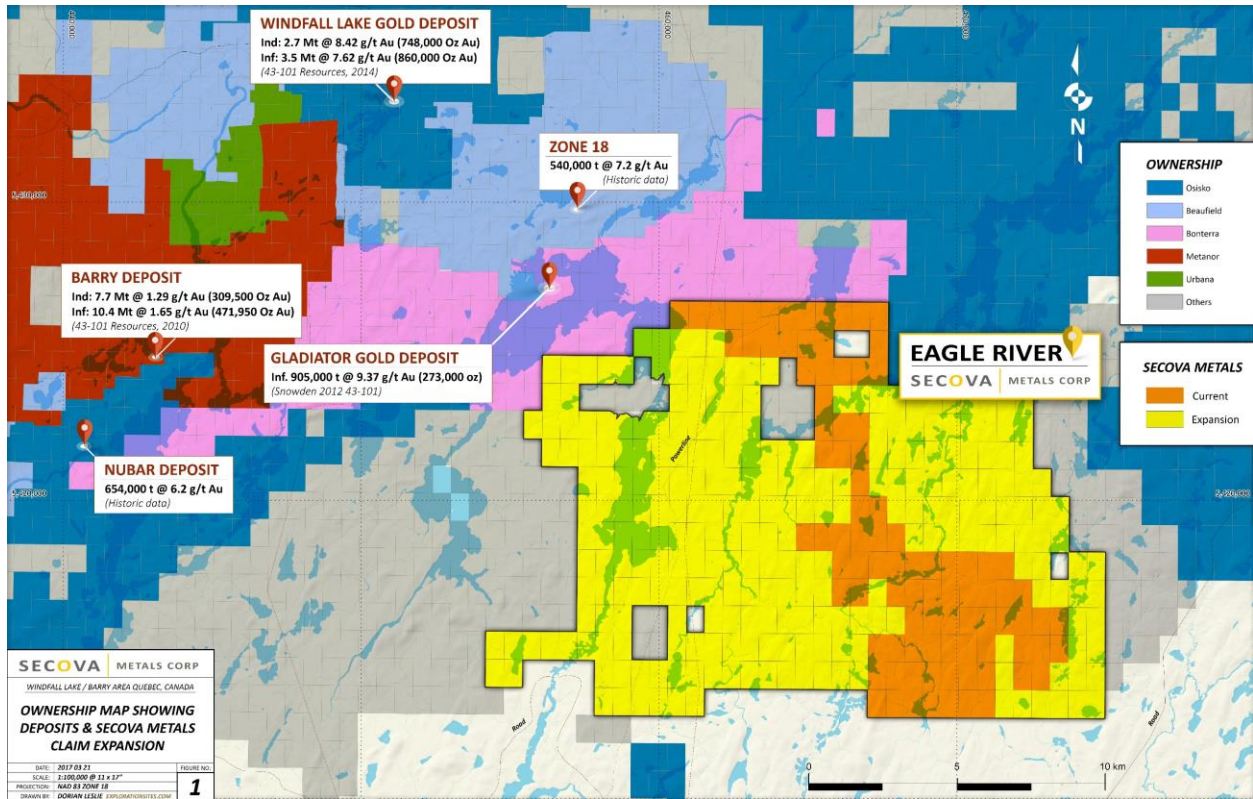 WINDFALL LAKE GOLD DEPOSIT
Ind: 2.7 Mt @ 8.42 g/t Au (748,000 Oz Au)
Inf: 3.5 Mt @ 7.62 g/t Au (860,000 Oz Au)
(43-101 Resources, 2014)
ZONE 18
540,000 t @ 7.2 g/t Au
(Historic data)
N
OWNERSHIP
Osisko
Beaufield
Bonterra
Metanor
Urbana
Others
BARRY DEPOSIT
Ind: 7.7 Mt @ 1.29 g/t Au (309,500 Oz Au)
Inf: 10.4 Mt @ 1.65 g/t Au (471,950 Oz Au)
(43-101 Resources, 2010)
GLADIATOR GOLD DEPOSIT
Inf. 905,000 t @ 9.37 g/t Au (273,000 oz)
(Snowden 2012 43-101)
EAGLE RIVER
SECOVA METALS CORP
SECOVA METALS
Current
Expansion
NUBAR DEPOSIT
654,000 t @ 6.2 g/t Au
(Historic data)
Powerline
5,420,000
Road
Road
0 5 10 km
SECOVA METALS CORP
WINDFALL LAKE / BARRY AREA QUEBEC, CANADA
OWNERSHIP MAP SHOWING
DEPOSITS & SECOVA METALS
CLAIM EXPANSION
DATE: 2017 03 21
SCALE: 1:100,000 @ 11 x 17"
PROJECTION: NAD 83 ZONE 18
DRAWN BY: DORIAN LESLIE EXPLORATIONSITES.COM
FIGURE NO:
1